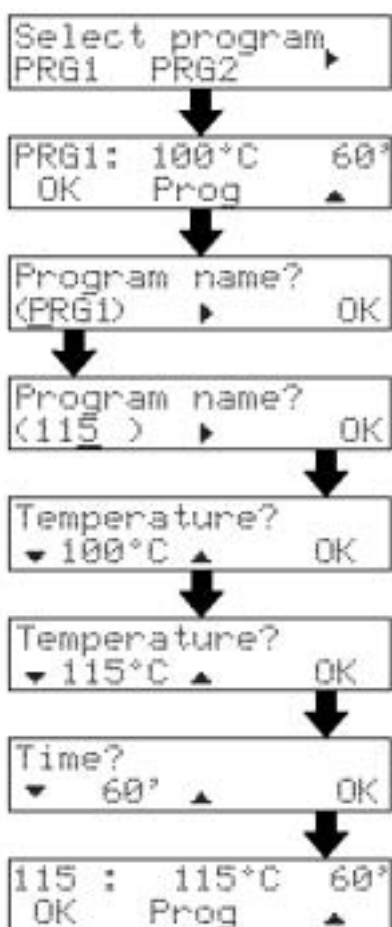 Select program ▸
PRG1 PRG2
PRG1: 100°C 60'
OK Prog ▴
Program name?
(PRG1) ▸ OK
Program name?
(115 ) ▸ OK
Temperature?
▾ 100°C ▴ OK
Temperature?
▾ 115°C ▴ OK
Time?
▾ 60' ▴ OK
115 : 115°C 60'
OK Prog ▴